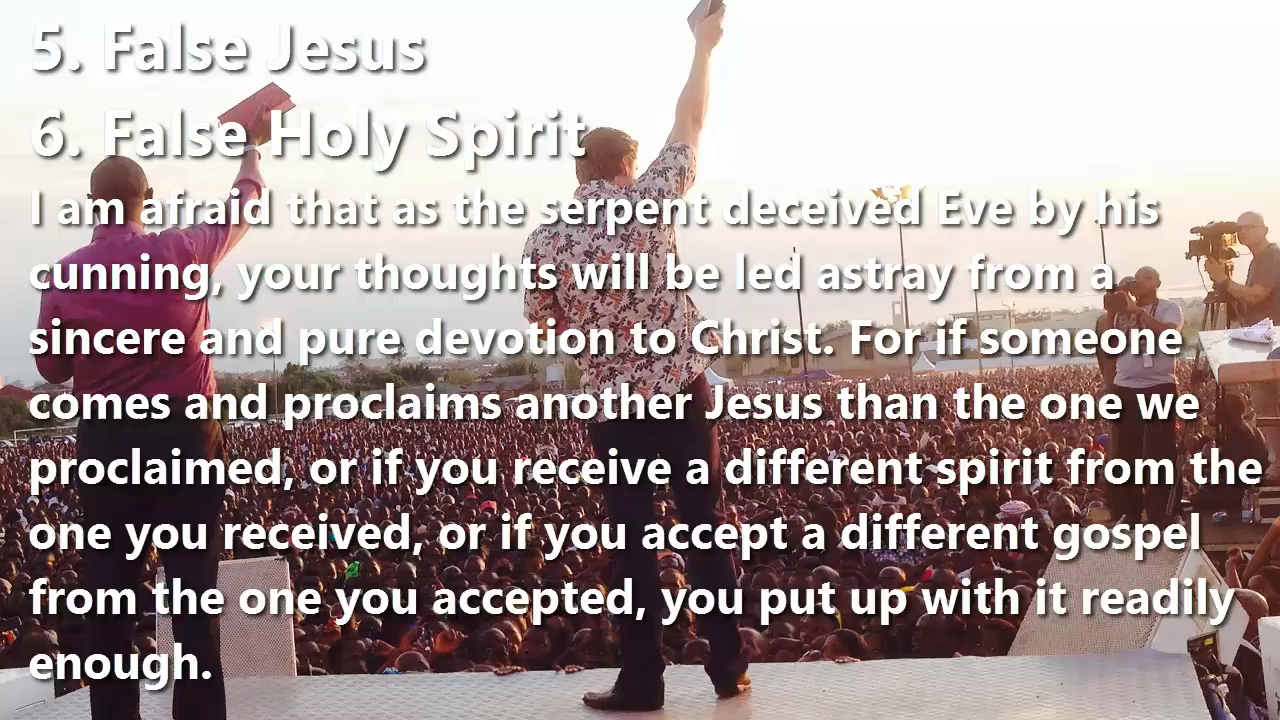 5. False Jesus
6. False Holy Spirit
I am afraid that as the serpent deceived Eve by his
cunning, your thoughts will be led astray from a
sincere and pure devotion to Christ. For if someone
comes and proclaims another Jesus than the one we
proclaimed, or if you receive a different spirit from the
one you received, or if you accept a different gospel
from the one you accepted, you put up with it readily
enough.